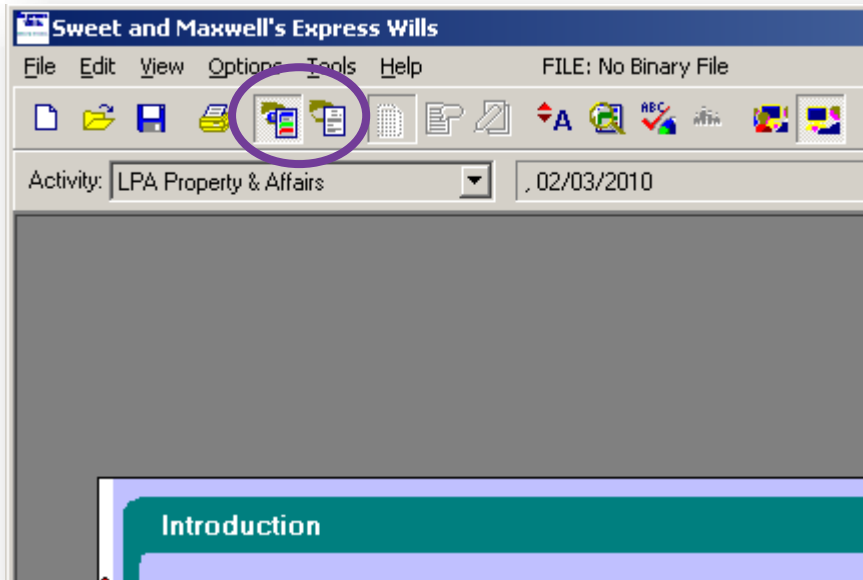 Sweet and Maxwell's Express Wills
File Edit View Options Tools Help FILE: No Binary File
A ABC
Activity: LPA Property & Affairs , 02/03/2010
Introduction